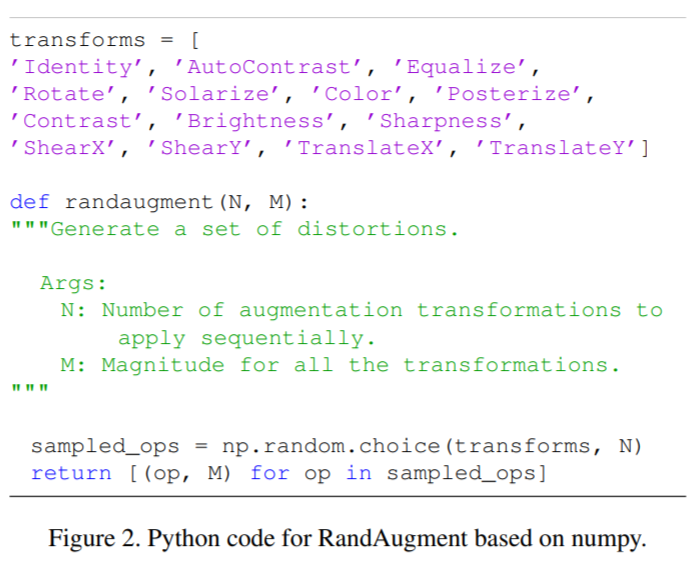 transforms = [
’Identity’, ’AutoContrast’, ’Equalize’,
’Rotate’, ’Solarize’, ’Color’, ’Posterize’,
’Contrast’, ’Brightness’, ’Sharpness’,
’ShearX’, ’ShearY’, ’TranslateX’, ’TranslateY’]
def randaugment(N, M):
"""Generate a set of distortions.
Args:
N: Number of augmentation transformations to
apply sequentially.
M: Magnitude for all the transformations.
"""
sampled_ops = np.random.choice(transforms, N)
return [(op, M) for op in sampled_ops]
Figure 2. Python code for RandAugment based on numpy.